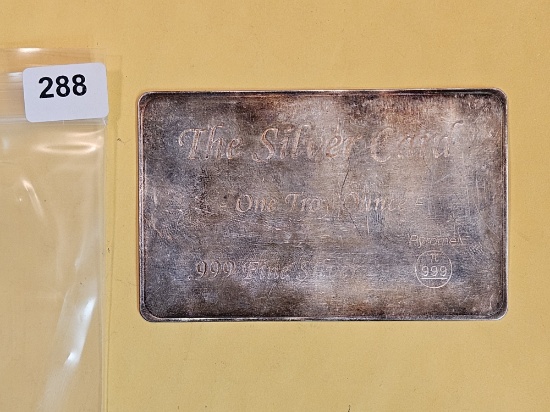 288
The Silver Card
One Troy Ounce
.999 Fine Silver
999